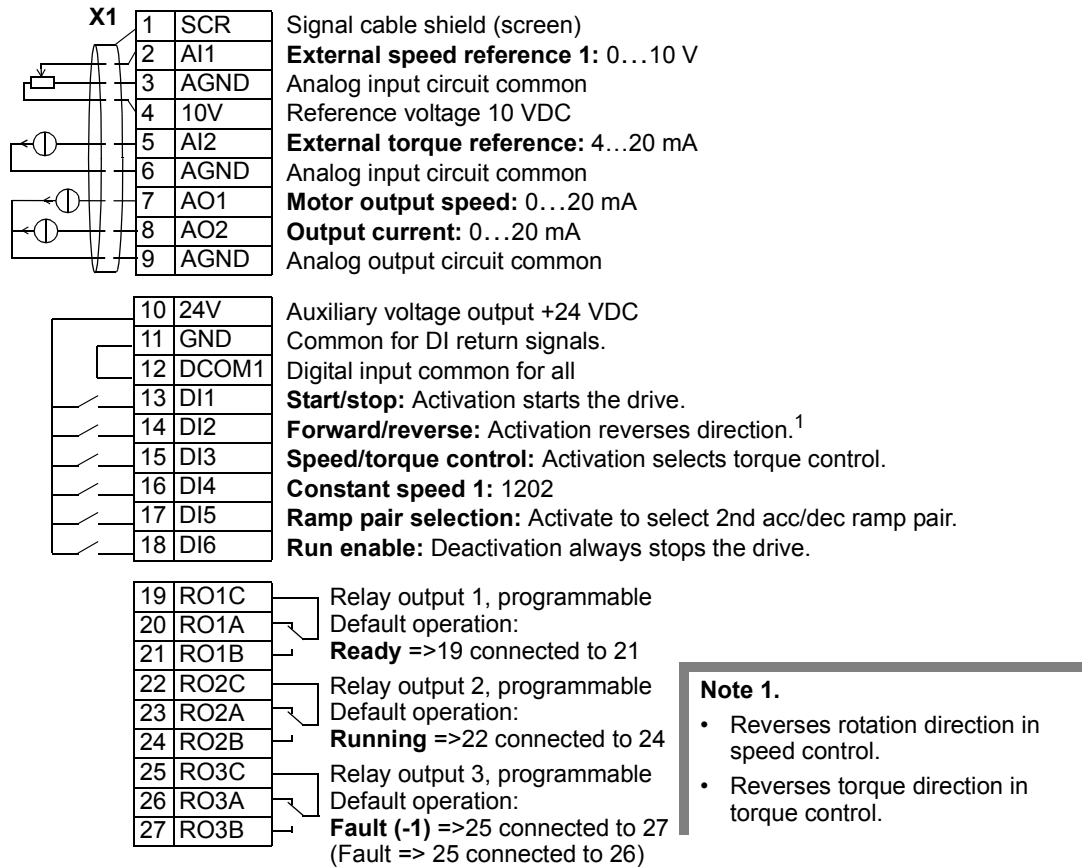 X1
1 SCR Signal cable shield (screen)
2 AI1 External speed reference 1: 0…10 V
3 AGND Analog input circuit common
4 10V Reference voltage 10 VDC
5 AI2 External torque reference: 4…20 mA
6 AGND Analog input circuit common
7 AO1 Motor output speed: 0…20 mA
8 AO2 Output current: 0…20 mA
9 AGND Analog output circuit common
10 24V Auxiliary voltage output +24 VDC
11 GND Common for DI return signals.
12 DCOM1 Digital input common for all
13 DI1 Start/stop: Activation starts the drive.
14 DI2 Forward/reverse: Activation reverses direction.1
15 DI3 Speed/torque control: Activation selects torque control.
16 DI4 Constant speed 1: 1202
17 DI5 Ramp pair selection: Activate to select 2nd acc/dec ramp pair.
18 DI6 Run enable: Deactivation always stops the drive.
19 RO1C Relay output 1, programmable
20 RO1A Default operation:
21 RO1B Ready =>19 connected to 21
22 RO2C Relay output 2, programmable
23 RO2A Default operation:
24 RO2B Running =>22 connected to 24
25 RO3C Relay output 3, programmable
26 RO3A Default operation:
27 RO3B Fault (-1) =>25 connected to 27
(Fault => 25 connected to 26)
Note 1.
• Reverses rotation direction in
speed control.
• Reverses torque direction in
torque control.